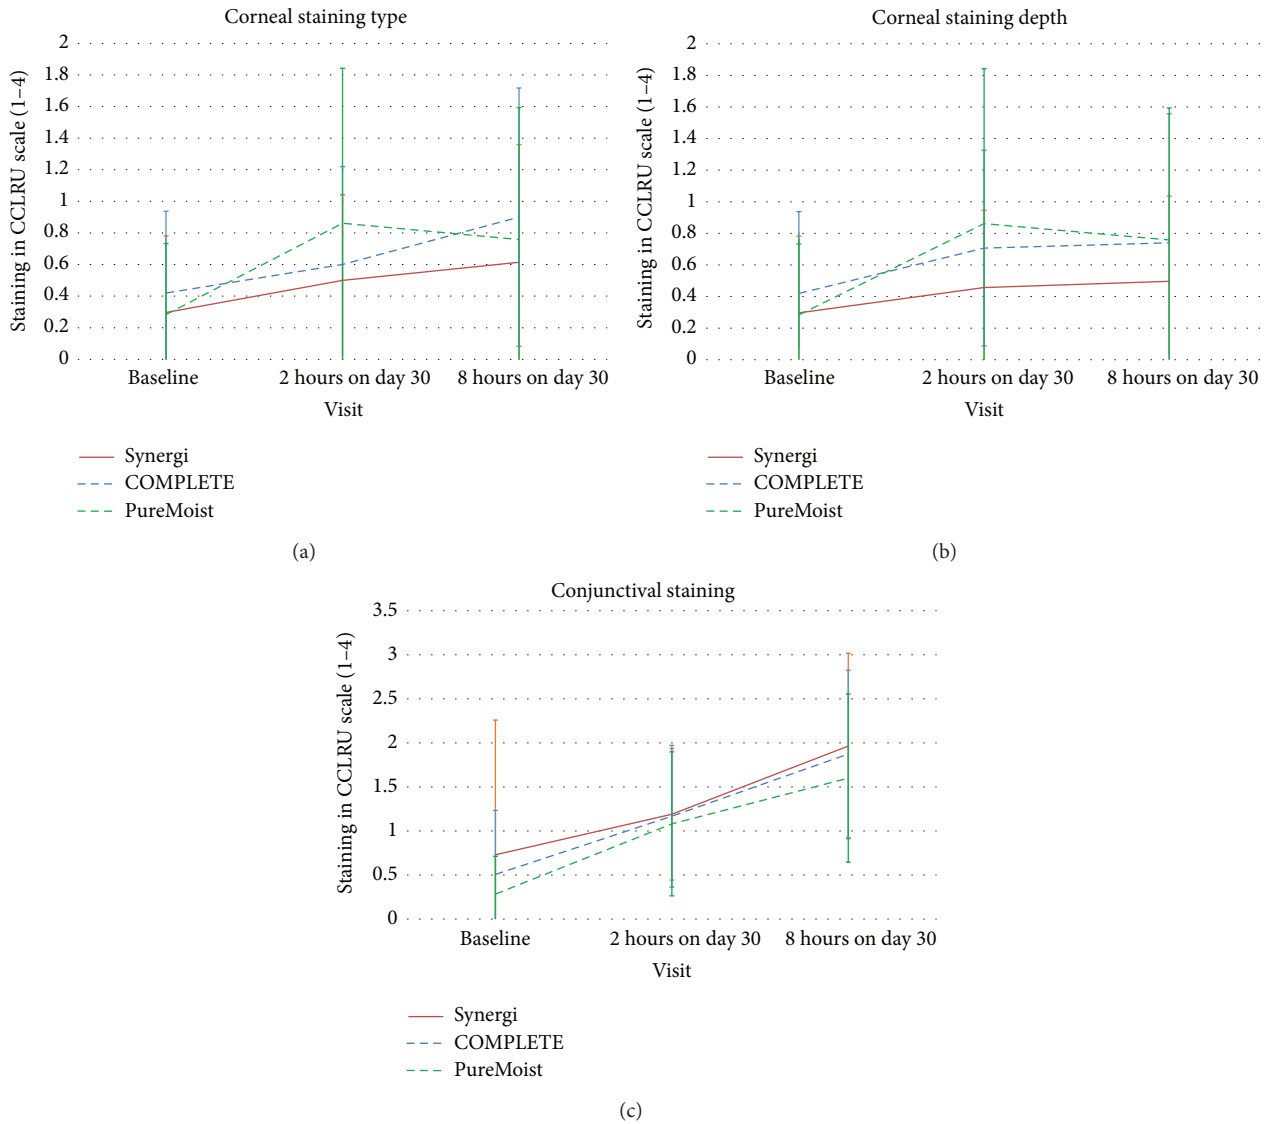 Corneal staining type
Staining in CCLRU scale (1–4)
2
1.8
1.6
1.4
1.2
1
0.8
0.6
0.4
0.2
0
Baseline
2 hours on day 30
8 hours on day 30
Visit
Synergi
COMPLETE
PureMoist
(a)
Corneal staining depth
Staining in CCLRU scale (1–4)
2
1.8
1.6
1.4
1.2
1
0.8
0.6
0.4
0.2
0
Baseline
2 hours on day 30
8 hours on day 30
Visit
Synergi
COMPLETE
PureMoist
(b)
Conjunctival staining
Staining in CCLRU scale (1–4)
3.5
3
2.5
2
1.5
1
0.5
0
Baseline
2 hours on day 30
8 hours on day 30
Visit
Synergi
COMPLETE
PureMoist
(c)